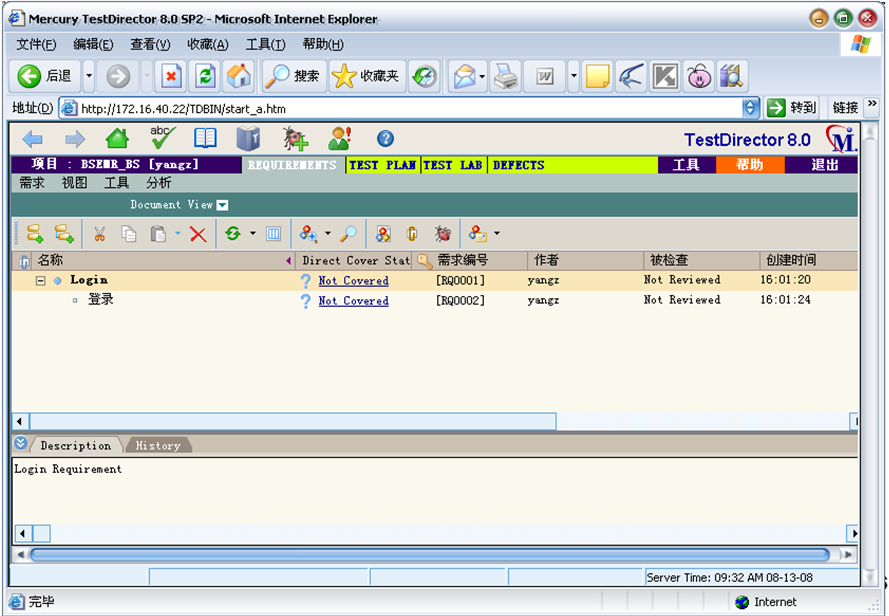 Mercury TestDirector 8.0 SP2 - Microsoft Internet Explorer
文件(F) 编辑(E) 查看(V) 收藏(A) 工具(T) 帮助(H)
后退 搜索 收藏夹 W
地址(D) http://172.16.40.22/TDBIN/start_a.htm 转到 链接 »
abc TestDirector 8.0 M
项目 : BSEMR_BS [yangz] REQUIREMENTS TEST PLAN TEST LAB DEFECTS 工具 帮助 退出
需求 视图 工具 分析
Document View
名称 Direct Cover Stat 需求编号 作者 被检查 创建时间
Login ? Not Covered [RQ0001] yangz Not Reviewed 16:01:20
登录 ? Not Covered [RQ0002] yangz Not Reviewed 16:01:24
Description History
Login Requirement
Server Time: 09:32 AM 08-13-08
完毕 Internet